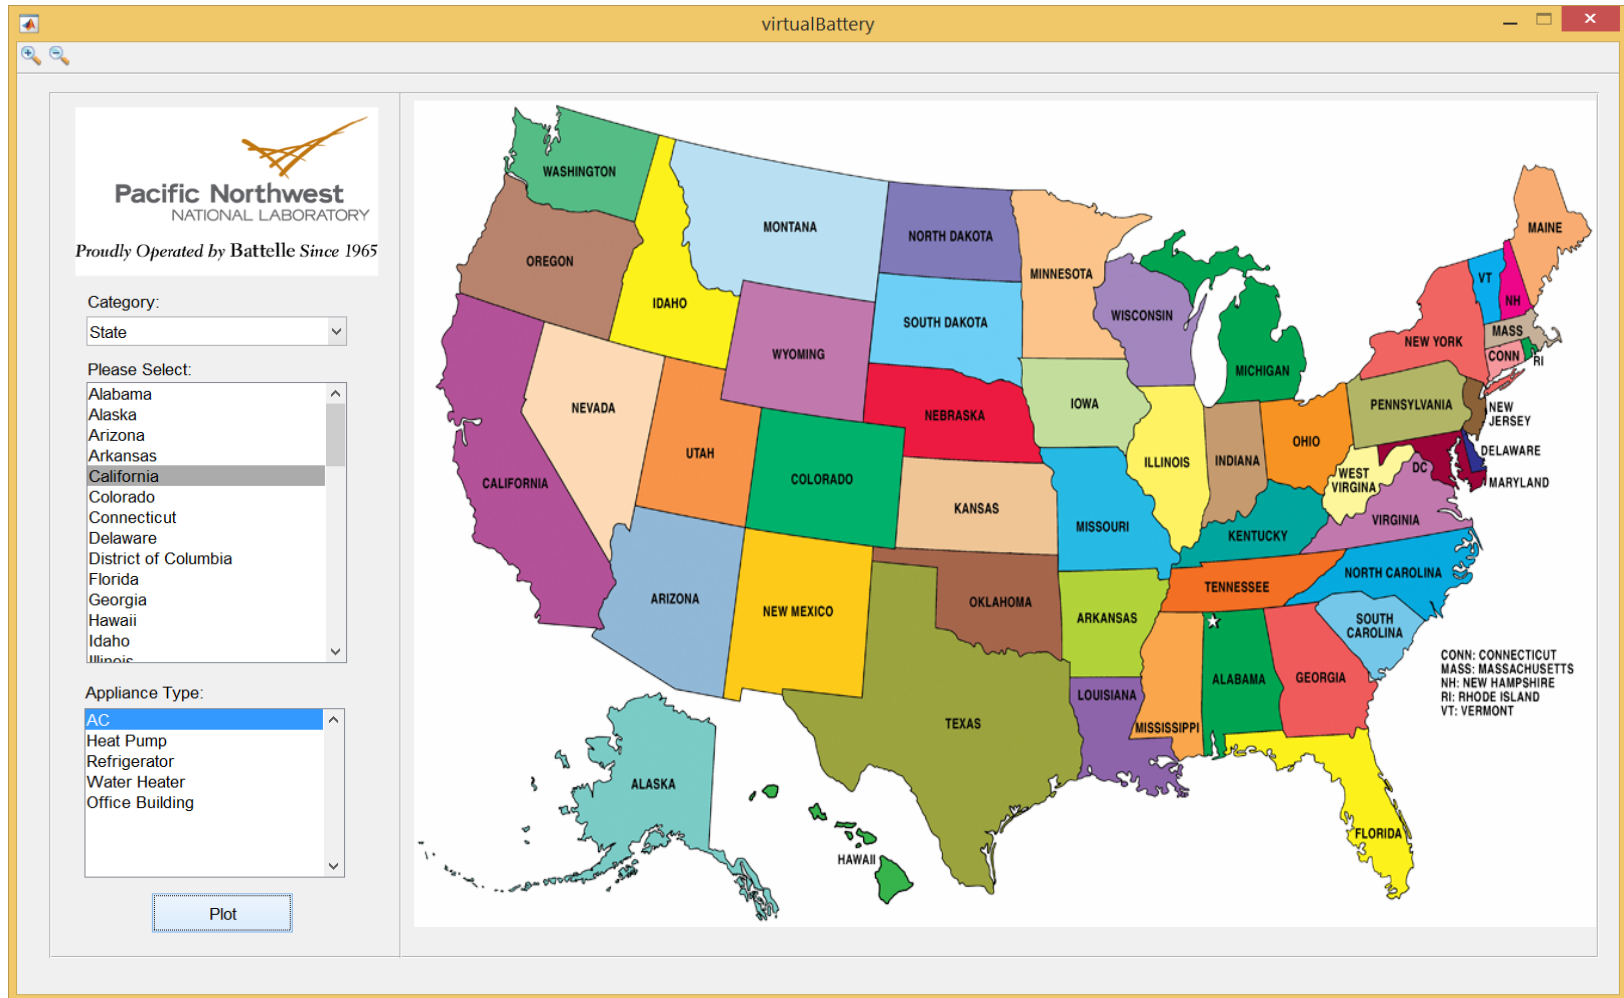 virtualBattery
Pacific Northwest
NATIONAL LABORATORY
Proudly Operated by Battelle Since 1965
Category:
State
Please Select:
Alabama
Alaska
Arizona
Arkansas
California
Colorado
Connecticut
Delaware
District of Columbia
Florida
Georgia
Hawaii
Idaho
Illinois
Appliance Type:
AC
Heat Pump
Refrigerator
Water Heater
Office Building
Plot
WASHINGTON
OREGON
IDAHO
MONTANA
NORTH DAKOTA
MINNESOTA
SOUTH DAKOTA
WISCONSIN
MICHIGAN
MAINE
VT
NH
MASS
NEW YORK
CONN
RI
WYOMING
NEVADA
UTAH
CALIFORNIA
COLORADO
NEBRASKA
IOWA
KANSAS
MISSOURI
ILLINOIS
INDIANA
OHIO
PENNSYLVANIA
NEW
JERSEY
DELAWARE
MARYLAND
DC
WEST
VIRGINA
VIRGINIA
KENTUCKY
TENNESSEE
NORTH CAROLINA
SOUTH
CAROLINA
ARIZONA
NEW MEXICO
OKLAHOMA
ARKANSAS
TEXAS
LOUISIANA
MISSISSIPPI
ALABAMA
GEORGIA
FLORIDA
ALASKA
HAWAII
CONN: CONNECTICUT
MASS: MASSACHUSETTS
NH: NEW HAMPSHIRE
RI: RHODE ISLAND
VT: VERMONT